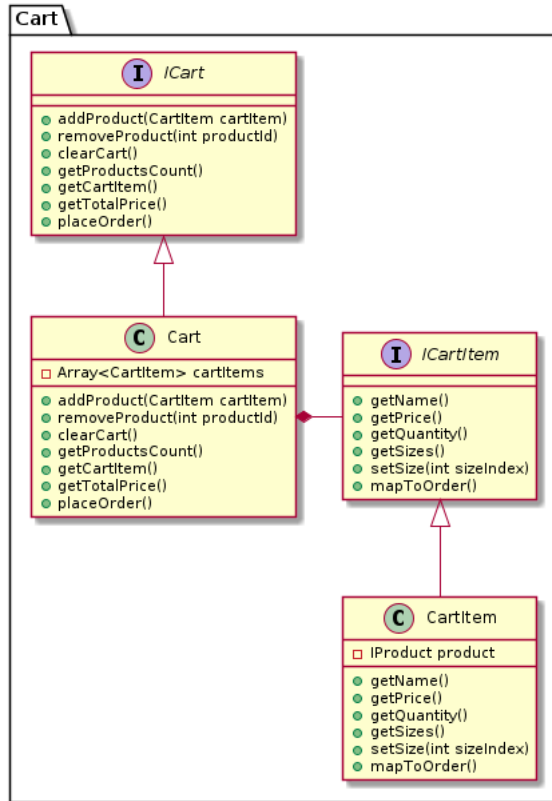 Cart
I ICart
addProduct(CartItem cartItem)
removeProduct(int productId)
clearCart()
getProductsCount()
getCartItem()
getTotalPrice()
placeOrder()
C Cart
Array<CartItem> cartItems
addProduct(CartItem cartItem)
removeProduct(int productId)
clearCart()
getProductsCount()
getCartItem()
getTotalPrice()
placeOrder()
I ICartItem
getName()
getPrice()
getQuantity()
getSizes()
setSize(int sizeIndex)
mapToOrder()
C CartItem
IProduct product
getName()
getPrice()
getQuantity()
getSizes()
setSize(int sizeIndex)
mapToOrder()